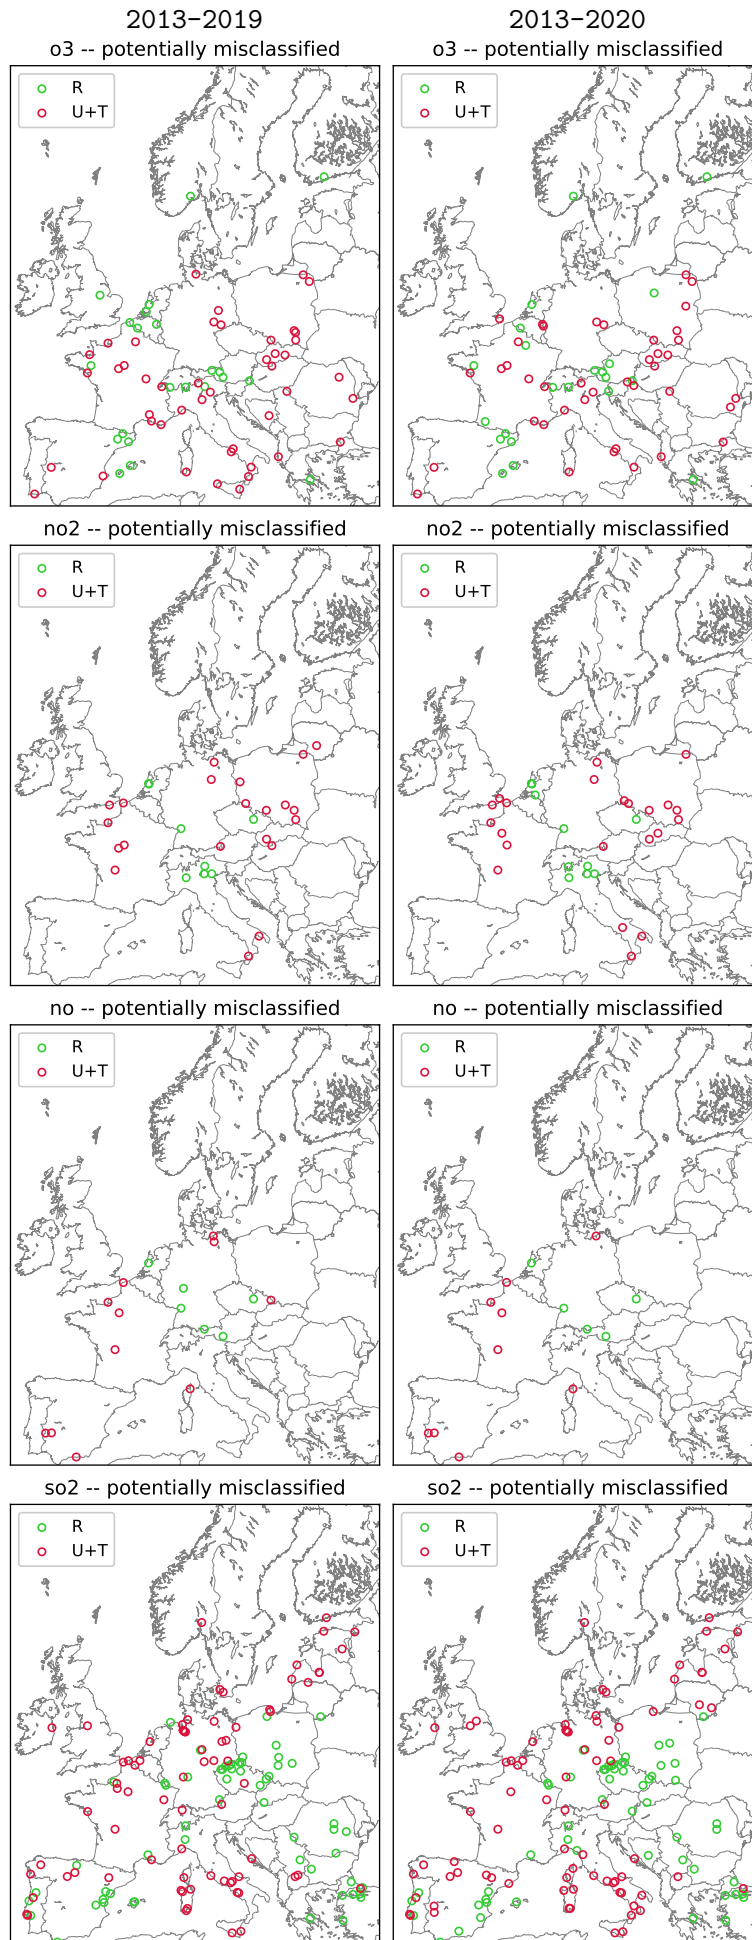 2013–2019 2013–2020
o3 -- potentially misclassified o3 -- potentially misclassified
R R
U+T U+T
no2 -- potentially misclassified no2 -- potentially misclassified
R R
U+T U+T
no -- potentially misclassified no -- potentially misclassified
R R
U+T U+T
so2 -- potentially misclassified so2 -- potentially misclassified
R R
U+T U+T